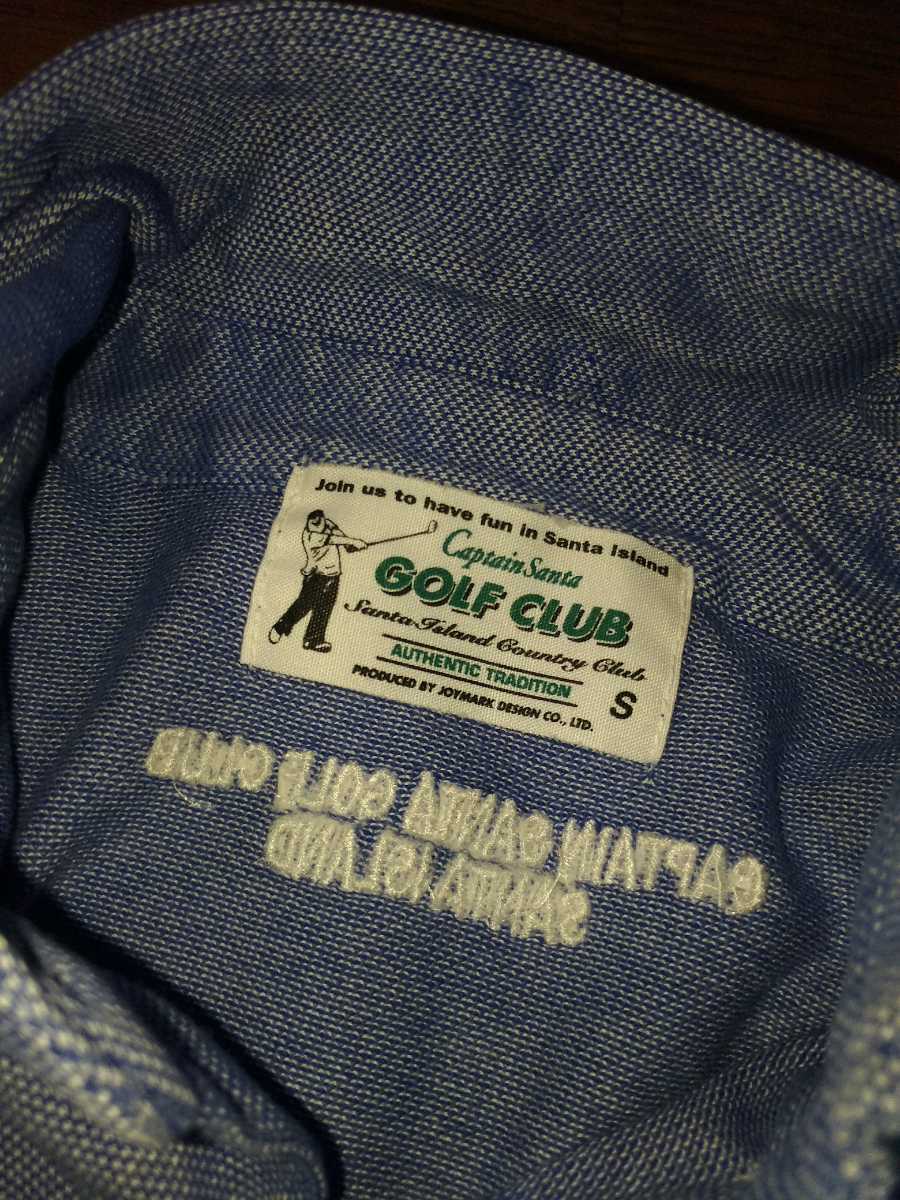 Join us to have fun in Santa Island
Captain Santa
GOLF CLUB
Santa Island Country Club
AUTHENTIC TRADITION
PRODUCED BY JOYMARK DESIGN CO., LTD.
S
CAPTAIN SANTA GOLF CLUB
SANTA ISLAND